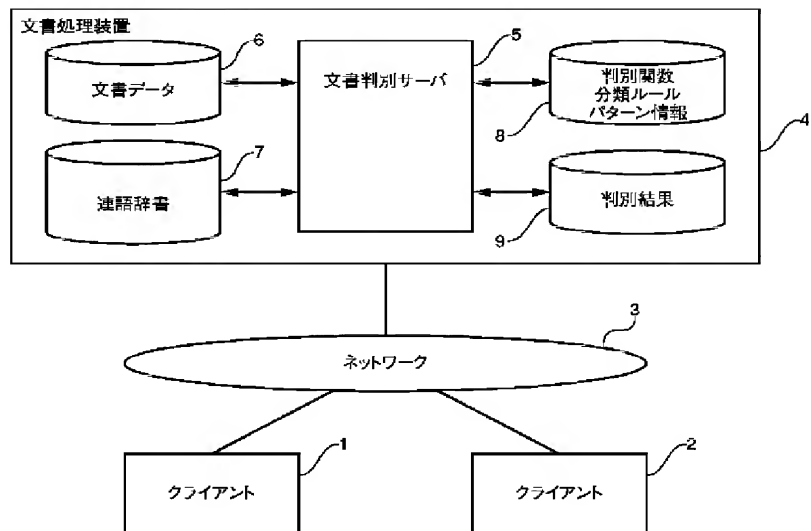 文書処理装置
6
5
文書データ
文書判別サーバ
判別関数
分類ルール
パターン情報
8
4
7
連語辞書
判別結果
9
3
ネットワーク
1
2
クライアント
クライアント